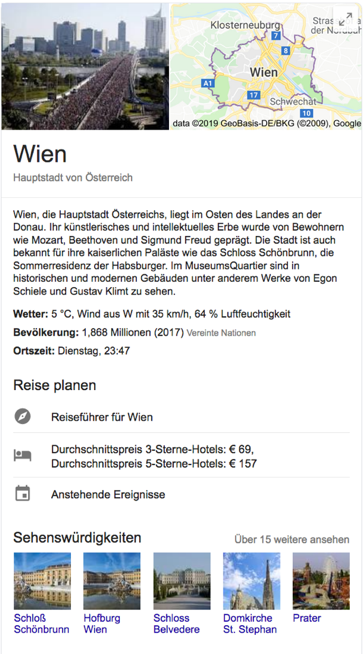 Klosterneuburg
7
8
A1
Wien
17
Schwechat
10
data ©2019 GeoBasis-DE/BKG (©2009), Google
Wien
Hauptstadt von Österreich
Wien, die Hauptstadt Österreichs, liegt im Osten des Landes an der
Donau. Ihr künstlerisches und intellektuelles Erbe wurde von Bewohnern
wie Mozart, Beethoven und Sigmund Freud geprägt. Die Stadt ist auch
bekannt für ihre kaiserlichen Paläste wie das Schloss Schönbrunn, die
Sommerresidenz der Habsburger. Im MuseumsQuartier sind in
historischen und modernen Gebäuden unter anderem Werke von Egon
Schiele und Gustav Klimt zu sehen.
Wetter: 5 °C, Wind aus W mit 35 km/h, 64 % Luftfeuchtigkeit
Bevölkerung: 1,868 Millionen (2017) Vereinte Nationen
Ortszeit: Dienstag, 23:47
Reise planen
Reiseführer für Wien
Durchschnittspreis 3-Sterne-Hotels: € 69,
Durchschnittspreis 5-Sterne-Hotels: € 157
Anstehende Ereignisse
Sehenswürdigkeiten Über 15 weitere ansehen
Schloß Schönbrunn
Hofburg Wien
Schloss Belvedere
Domkirche St. Stephan
Prater